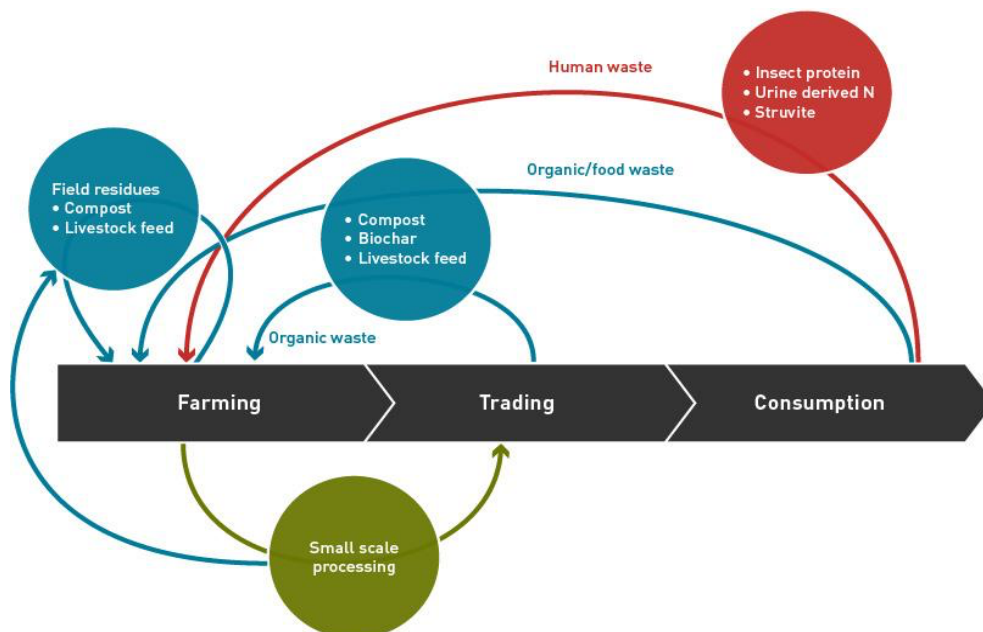 Human waste
• Insect protein
• Urine derived N
• Struvite
Organic/food waste
Field residues
• Compost
• Livestock feed
• Compost
• Biochar
• Livestock feed
Organic waste
Farming
Trading
Consumption
Small scale
processing